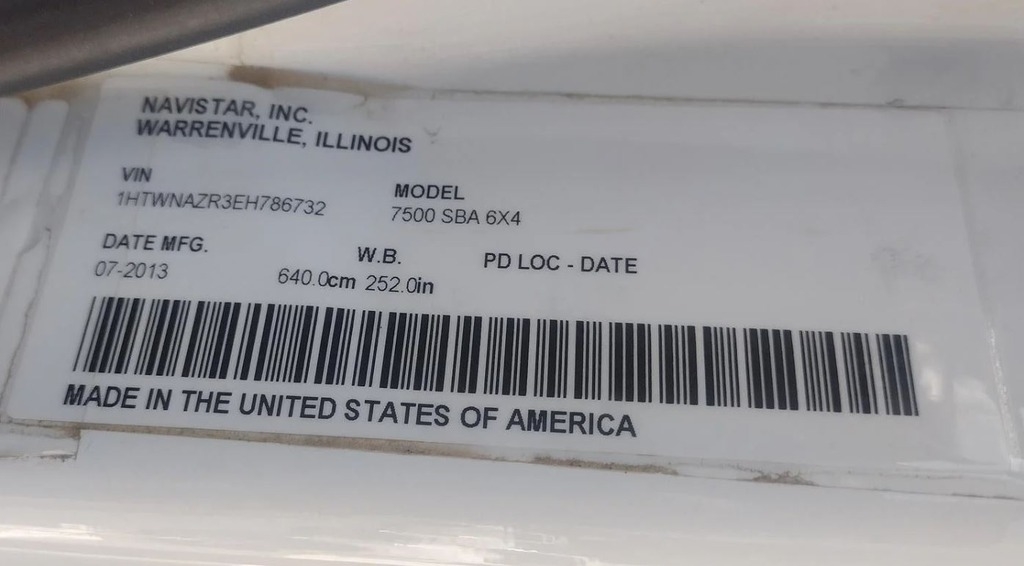 NAVISTAR, INC.
WARRENVILLE, ILLINOIS
VIN
1HTWNAZR3EH786732
MODEL
7500 SBA 6X4
DATE MFG.
07-2013
W.B.
640.0cm 252.0in
PD LOC - DATE
MADE IN THE UNITED STATES OF AMERICA